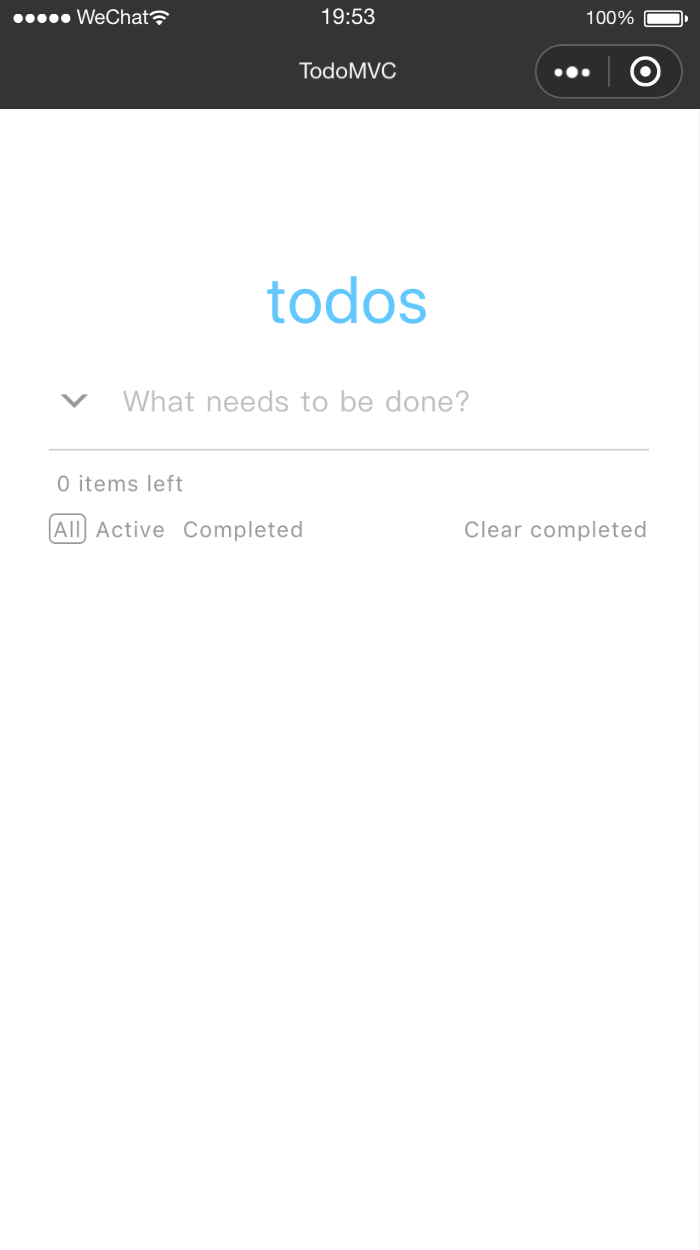 WeChat 19:53 100%
TodoMVC
todos
What needs to be done?
0 items left
All Active Completed Clear completed